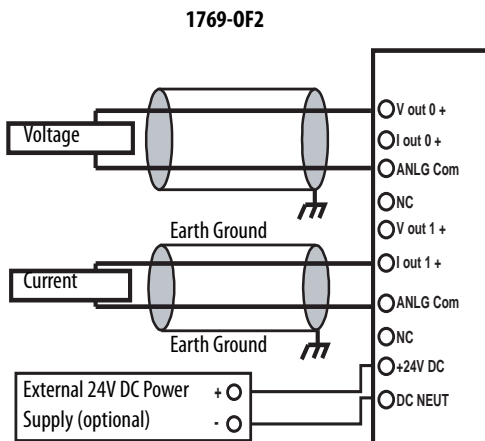 1769-OF2
V out 0 +
Voltage
I out 0 +
ANLG Com
NC
Earth Ground
V out 1 +
I out 1 +
Current
ANLG Com
Earth Ground
NC
+24V DC
External 24V DC Power +
DC NEUT
Supply (optional) -